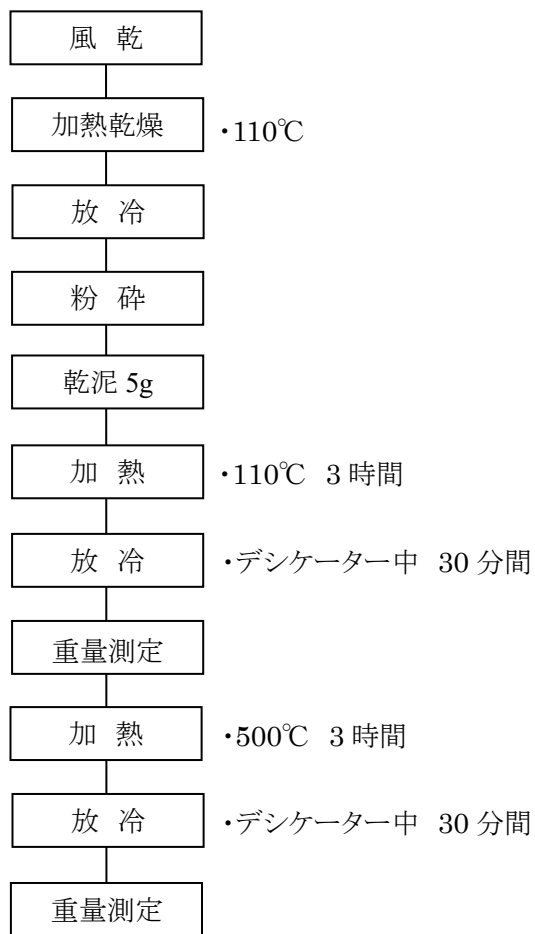 風 乾
加熱乾燥 ・110℃
放 冷
粉 砕
乾泥 5g
加 熱 ・110℃ 3 時間
放 冷 ・デシケーター中 30 分間
重量測定
加 熱 ・500℃ 3 時間
放 冷 ・デシケーター中 30 分間
重量測定